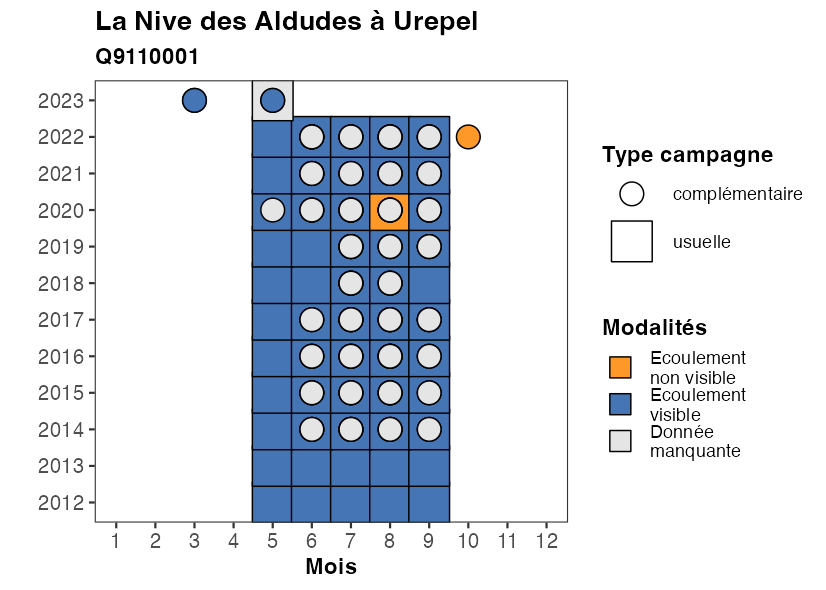 La Nive des Aldudes à Urepel
Q9110001
2023
2022
2021
2020
2019
2018
2017
2016
2015
2014
2013
2012
1 2 3 4 5 6 7 8 9 10 11 12
Mois
Type campagne
complémentaire
usuelle
Modalités
Ecoulement
non visible
Ecoulement
visible
Donnée
manquante